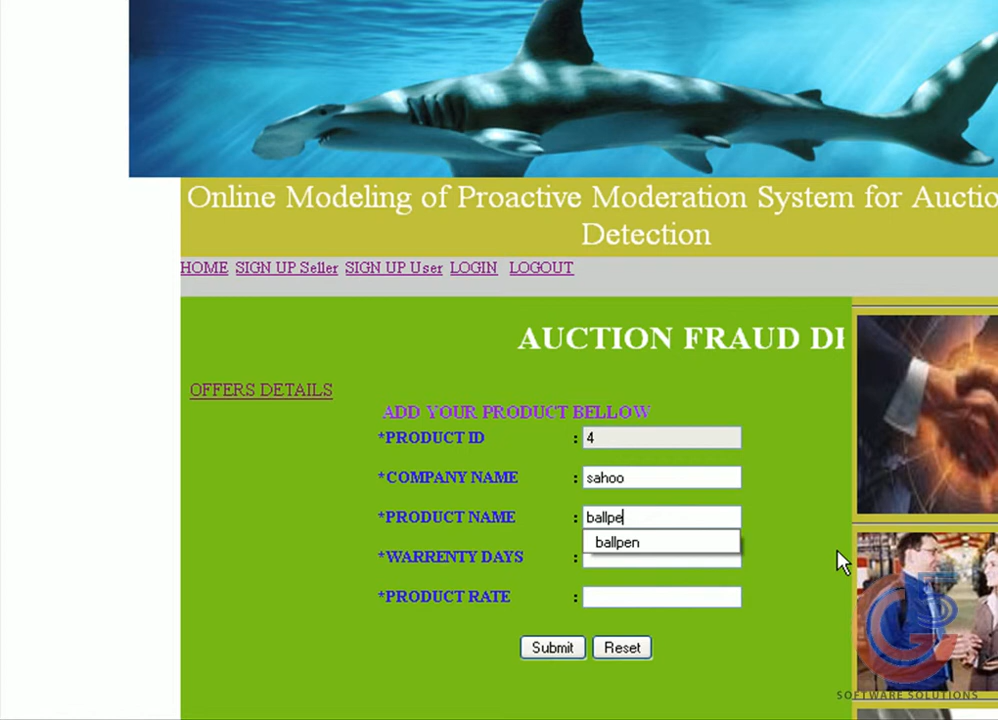 Online Modeling of Proactive Moderation System for Auctio
Detection
HOME SIGN UP Seller SIGN UP User LOGIN LOGOUT
AUCTION FRAUD DE
OFFERS DETAILS
ADD YOUR PRODUCT BELLOW
*PRODUCT ID : 4
*COMPANY NAME : sahoo
*PRODUCT NAME : ballpe
ballpen
*WARRENTY DAYS :
*PRODUCT RATE :
Submit Reset
SOFTWARE SOLUTIONS